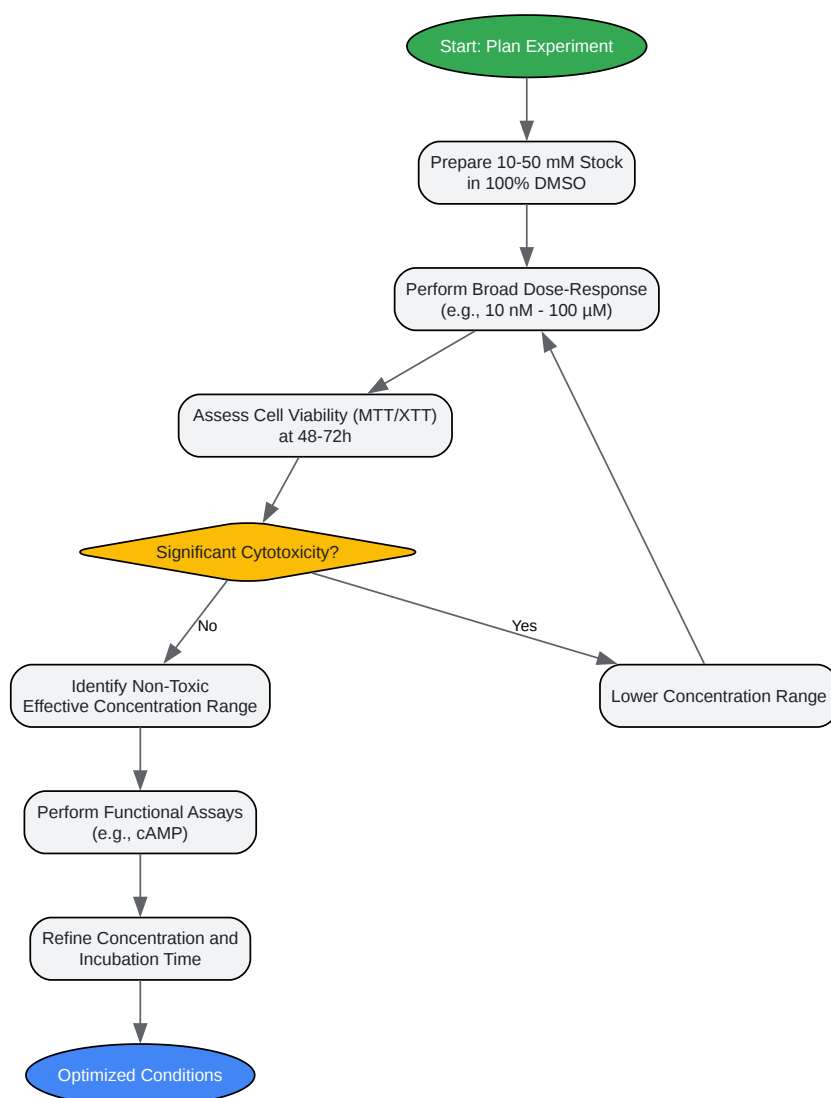 Start: Plan Experiment
Prepare 10-50 mM Stock
in 100% DMSO
Perform Broad Dose-Response
(e.g., 10 nM - 100 µM)
Assess Cell Viability (MTT/XTT)
at 48-72h
Significant Cytotoxicity?
No
Yes
Identify Non-Toxic
Effective Concentration Range
Lower Concentration Range
Perform Functional Assays
(e.g., cAMP)
Refine Concentration and
Incubation Time
Optimized Conditions